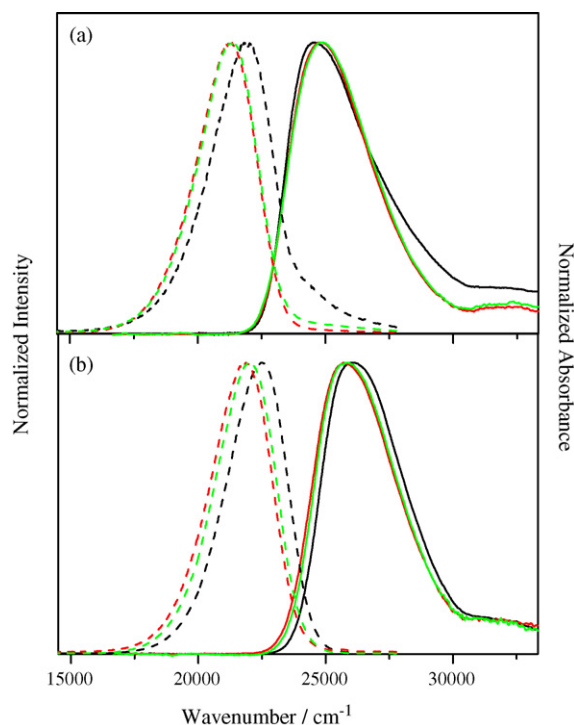 (a)
(b)
Normalized Intensity
Normalized Absorbance
15000 20000 25000 30000
Wavenumber / cm⁻¹